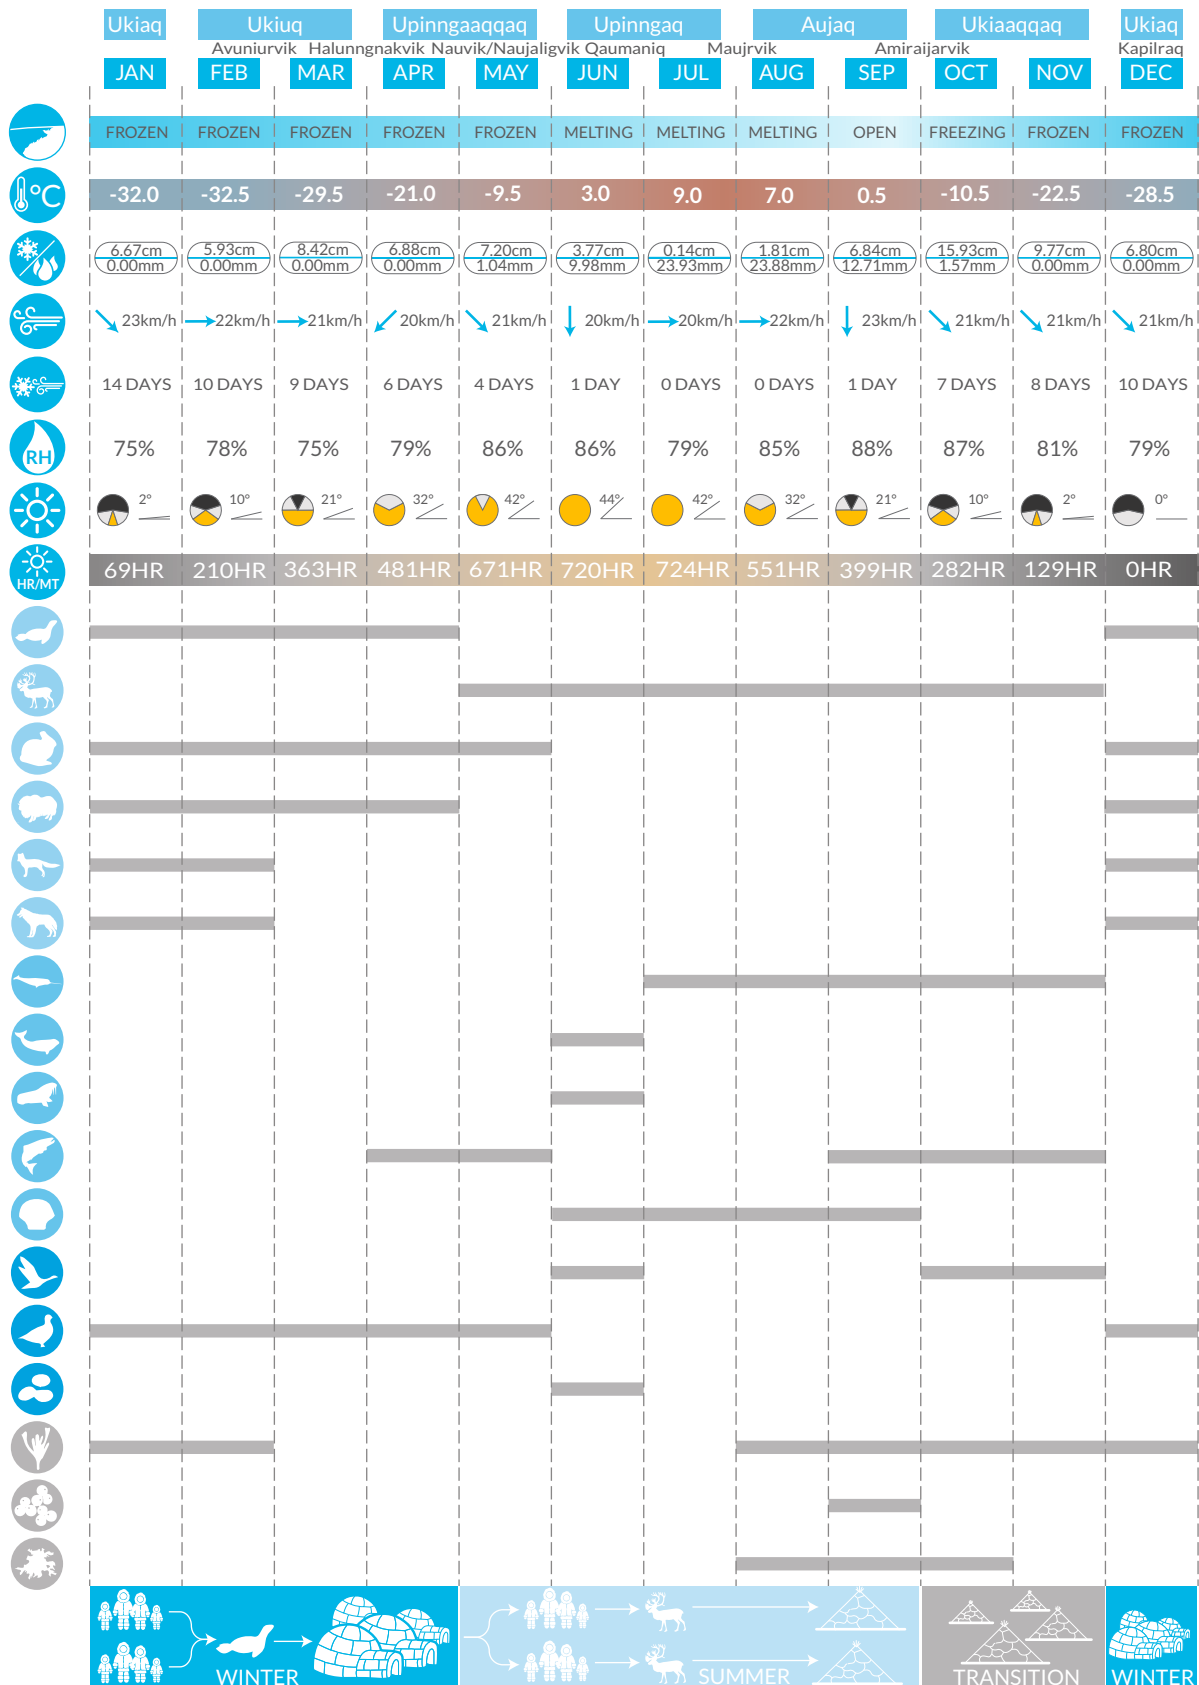 Ukiaq Ukiuq Upinngaaqqaq Upinngaq Aujaq Ukiaaqqaq Ukiaq
Avuniurvik Halunngnakvik Nauvik/Naujaligvik Qaumaniq Maujrvik Amiraijarvik Kapilraq
JAN FEB MAR APR MAY JUN JUL AUG SEP OCT NOV DEC
FROZEN FROZEN FROZEN FROZEN FROZEN MELTING MELTING MELTING OPEN FREEZING FROZEN FROZEN
°C -32.0 -32.5 -29.5 -21.0 -9.5 3.0 9.0 7.0 0.5 -10.5 -22.5 -28.5
6.67cm 5.93cm 8.42cm 6.88cm 7.20cm 3.77cm 0.14cm 1.81cm 6.84cm 15.93cm 9.77cm 6.80cm
0.00mm 0.00mm 0.00mm 0.00mm 1.04mm 9.98mm 23.93mm 23.88mm 12.71mm 1.57mm 0.00mm 0.00mm
23km/h 22km/h 21km/h 20km/h 21km/h 20km/h 20km/h 22km/h 23km/h 21km/h 21km/h 21km/h
14 DAYS 10 DAYS 9 DAYS 6 DAYS 4 DAYS 1 DAY 0 DAYS 0 DAYS 1 DAY 7 DAYS 8 DAYS 10 DAYS
RH 75% 78% 75% 79% 86% 86% 79% 85% 88% 87% 81% 79%
2° 10° 21° 32° 42° 44° 42° 32° 21° 10° 2° 0°
HR/MT 69HR 210HR 363HR 481HR 671HR 720HR 724HR 551HR 399HR 282HR 129HR 0HR
WINTER SUMMER TRANSITION WINTER